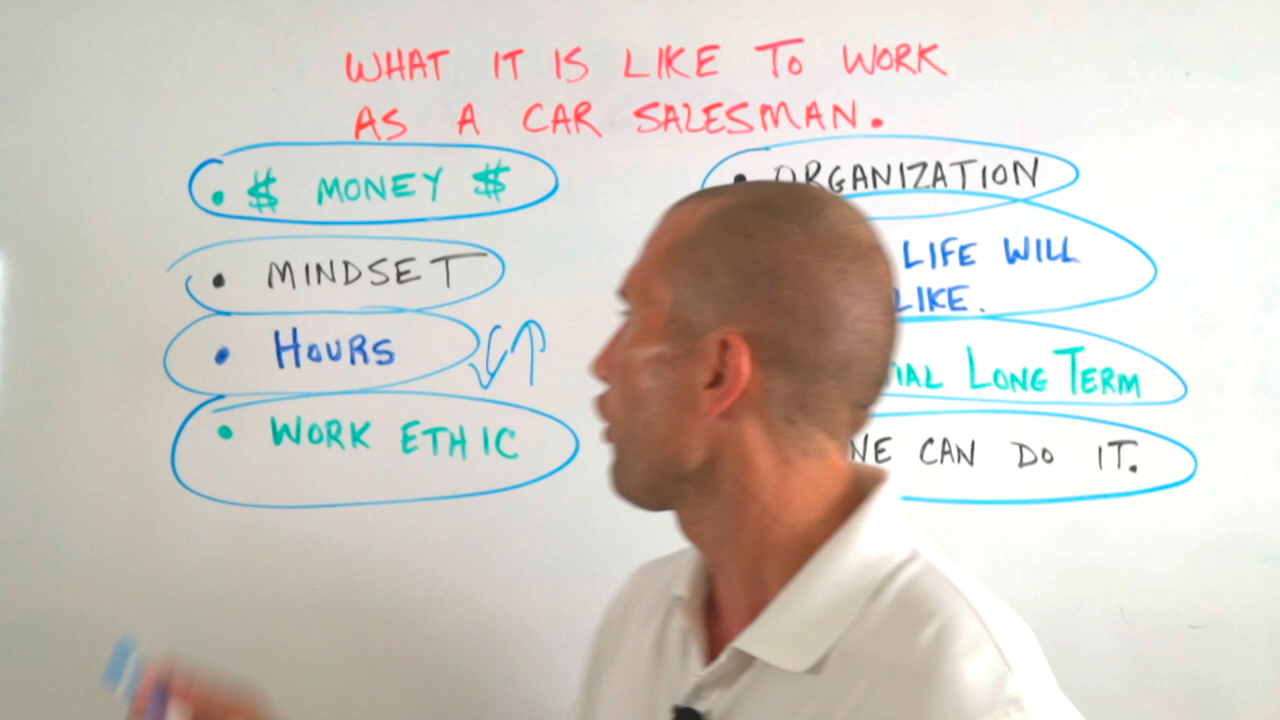 WHAT IT IS LIKE TO WORK
AS A CAR SALESMAN.
• $ MONEY $
• MINDSET
• HOURS
• WORK ETHIC
• ORGANIZATION
LIFE WILL
LIKE.
LONG TERM
CAN DO IT.